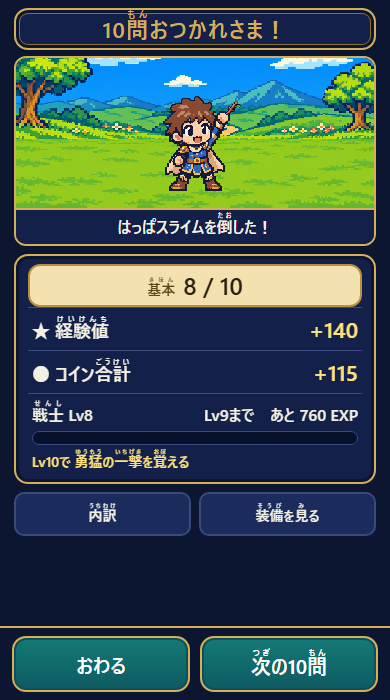 10問おつかれさま！
はっぱスライムを倒した！
基本 8 / 10
★ 経験値 +140
● コイン合計 +115
戦士 Lv8 Lv9まで あと 760 EXP
Lv10で 勇猛の一撃を覚える
内訳 装備を見る
おわる 次の10問